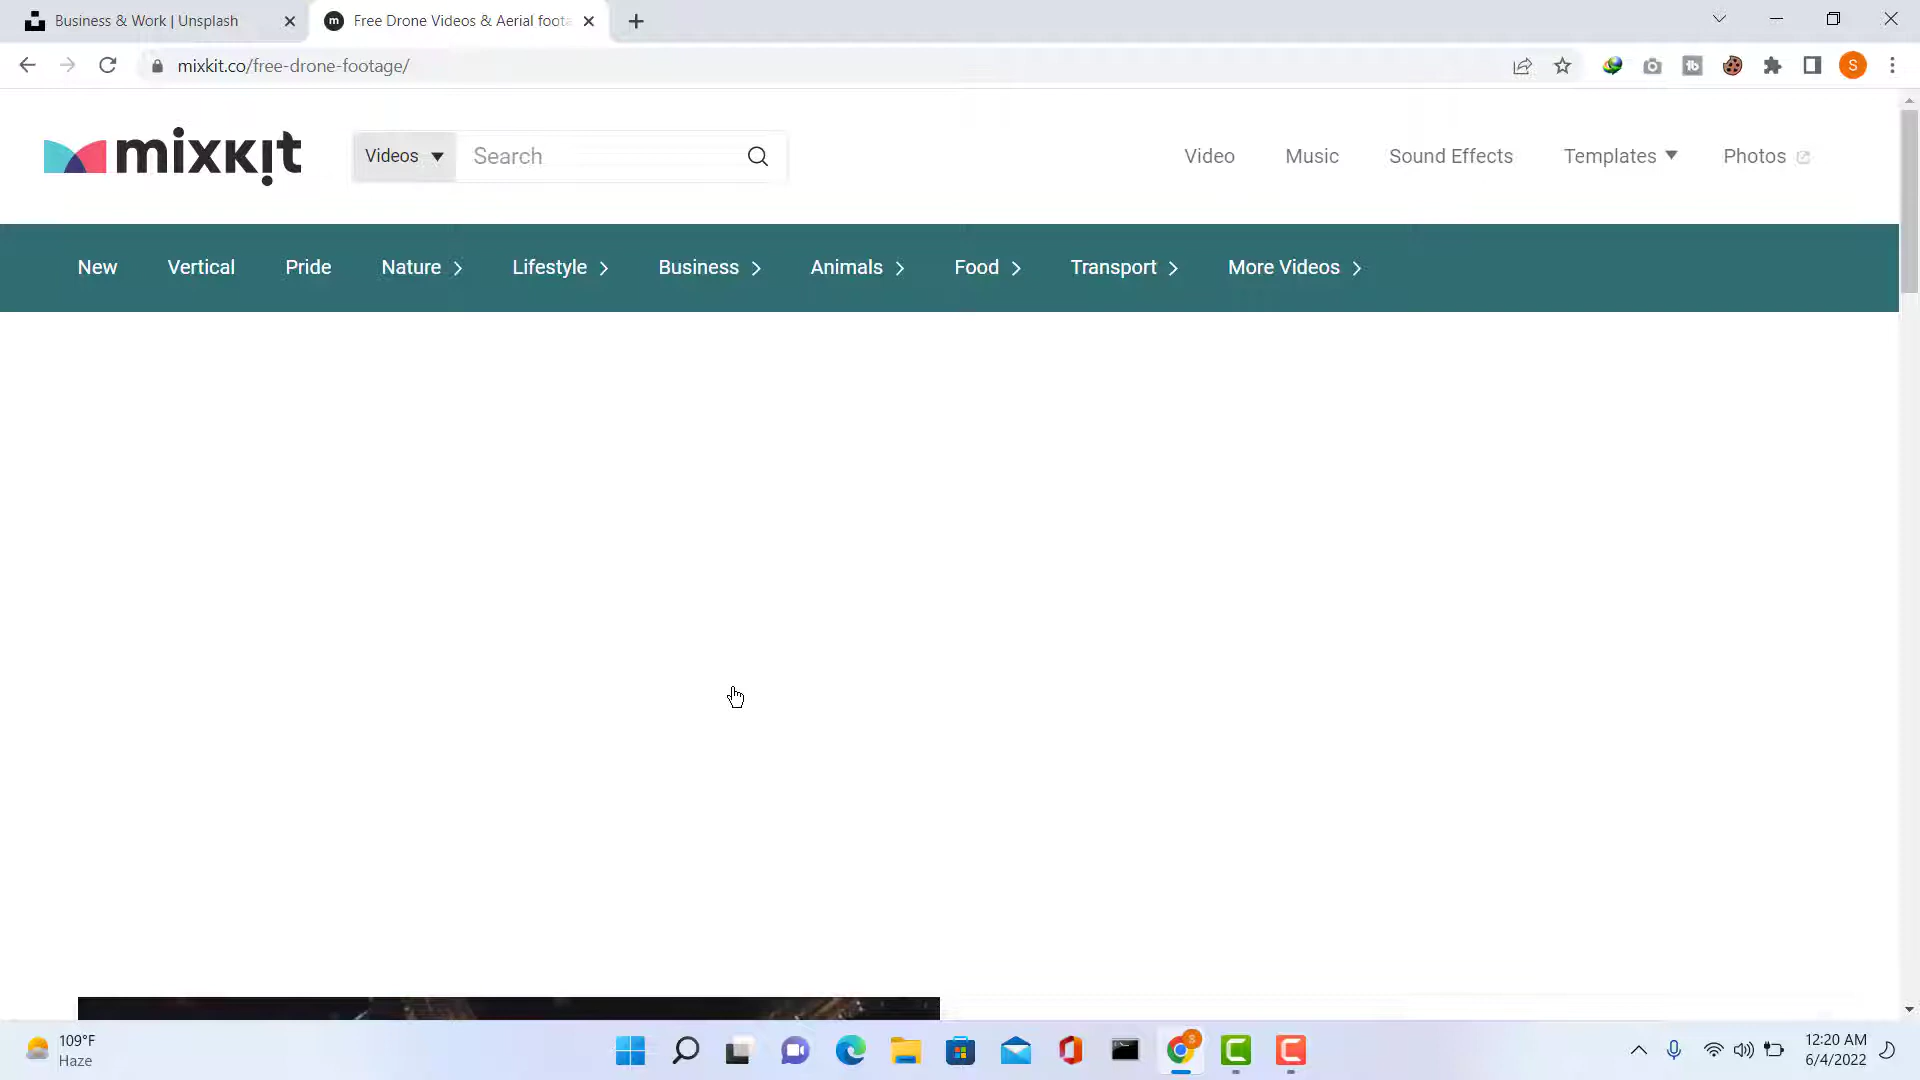 Business & Work | Unsplash
m Free Drone Videos & Aerial foota
mixkit.co/free-drone-footage/
tb
S
mixkit
Videos
Search
Video
Music
Sound Effects
Templates
Photos
New
Vertical
Pride
Nature
Lifestyle
Business
Animals
Food
Transport
More Videos
109°F
Haze
S
12:20 AM
6/4/2022